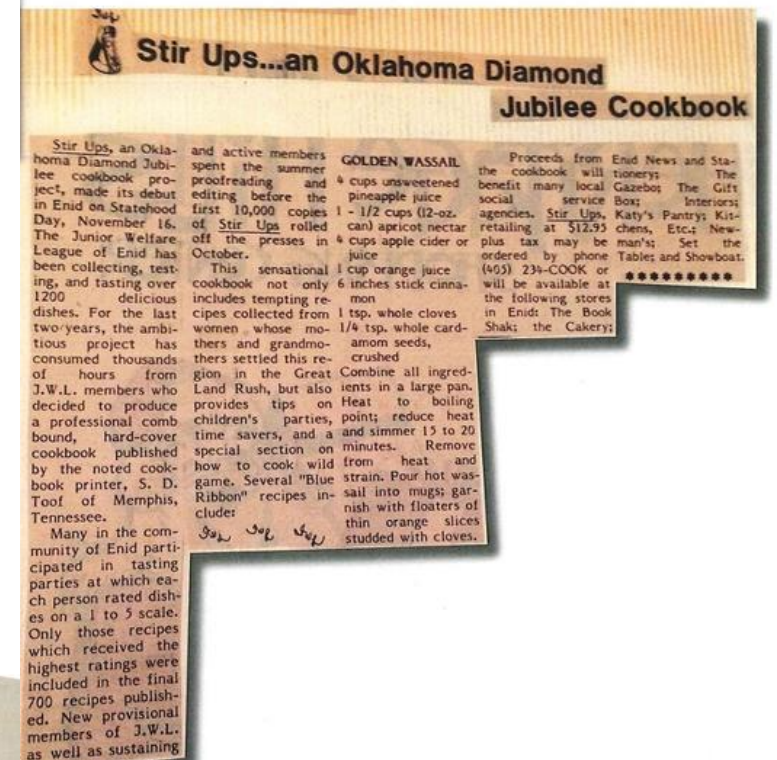 Stir Ups...an Oklahoma Diamond
Jubilee Cookbook
Stir Ups, an Okla-
homa Diamond Jubi-
lee cookbook pro-
ject, made its debut
in Enid on Statehood
Day, November 16.
The Junior Welfare
League of Enid has
been collecting, test-
ing, and tasting over
1200 delicious
dishes. For the last
two years, the ambi-
tious project has
consumed thousands
of hours from
J.W.L. members who
decided to produce
a professional comb
bound, hard-cover
cookbook published
by the noted cook-
book printer, S. D.
Toof of Memphis,
Tennessee.
Many in the com-
munity of Enid parti-
cipated in tasting
parties at which ea-
ch person rated dish-
es on a 1 to 5 scale.
Only those recipes
which received the
highest ratings were
included in the final
700 recipes publish-
ed. New provisional
members of J.W.L.
as well as sustaining
and active members
spent the summer
proofreading and
editing before the
first 10,000 copies
of Stir Ups rolled
off the presses in
October.
This sensational
cookbook not only
includes tempting re-
cipes collected from
women whose mo-
thers and grandmo-
thers settled this re-
gion in the Great
Land Rush, but also
provides tips on
children's parties,
time savers, and a
special section on
how to cook wild
game. Several "Blue
Ribbon" recipes in-
clude:
GOLDEN WASSAIL
4 cups unsweetened
pineapple juice
1 - 1/2 cups (12-oz.
can) apricot nectar
4 cups apple cider or
juice
1 cup orange juice
6 inches stick cinna-
mon
1 tsp. whole cloves
1/4 tsp. whole card-
amom seeds,
crushed
Combine all ingred-
ients in a large pan.
Heat to boiling
point; reduce heat
and simmer 15 to 20
minutes. Remove
from heat and
strain. Pour hot was-
sail into mugs; gar-
nish with floaters of
thin orange slices
studded with cloves.
Proceeds from
the cookbook will
benefit many local
social service
agencies. Stir Ups,
retailing at $12.95
plus tax may be
ordered by phone
(405) 234-COOK or
will be available at
the following stores
in Enid: The Book
Shak; the Cakery;
Enid News and Sta-
tionery; The
Gazebo; The Gift
Box; Interiors;
Katy's Pantry; Kit-
chens, Etc.; New-
man's; Set the
Table; and Showboat.
*********